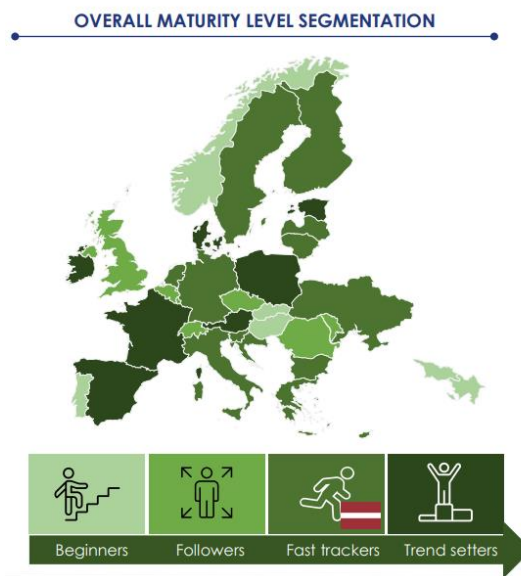 OVERALL MATURITY LEVEL SEGMENTATION
Beginners
Followers
Fast trackers
Trend setters